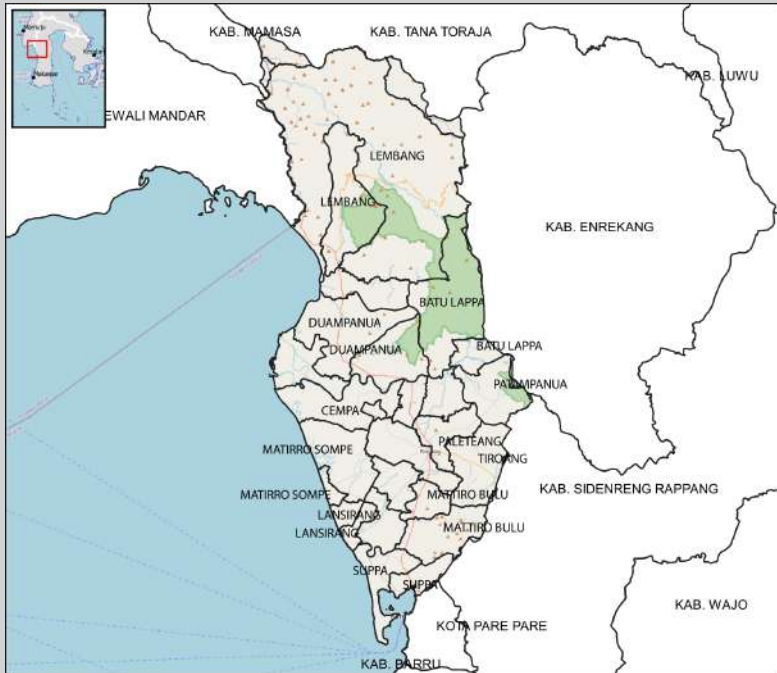 KAB. MAMASA
KAB. TANA TORAJA
Mamuju
Makassar
KAB. LUWU
EWALI MANDAR
LEMBANG
LEMBANG
KAB. ENREKANG
BATU LAPPA
DUAMPANUA
DUAMPANUA
BATU LAPPA
PATAMPANUA
CEMPA
MATIRRO SOMPE
PALETEANG
TIROANG
KAB. SIDENRENG RAPPANG
MATIRRO SOMPE
MATTIRO BULU
LANSIRANG
MATTIRO BULU
LANSIRANG
SUPPA
SUPPA
KAB. WAJO
KOTA PARE PARE
KAB. BARRU